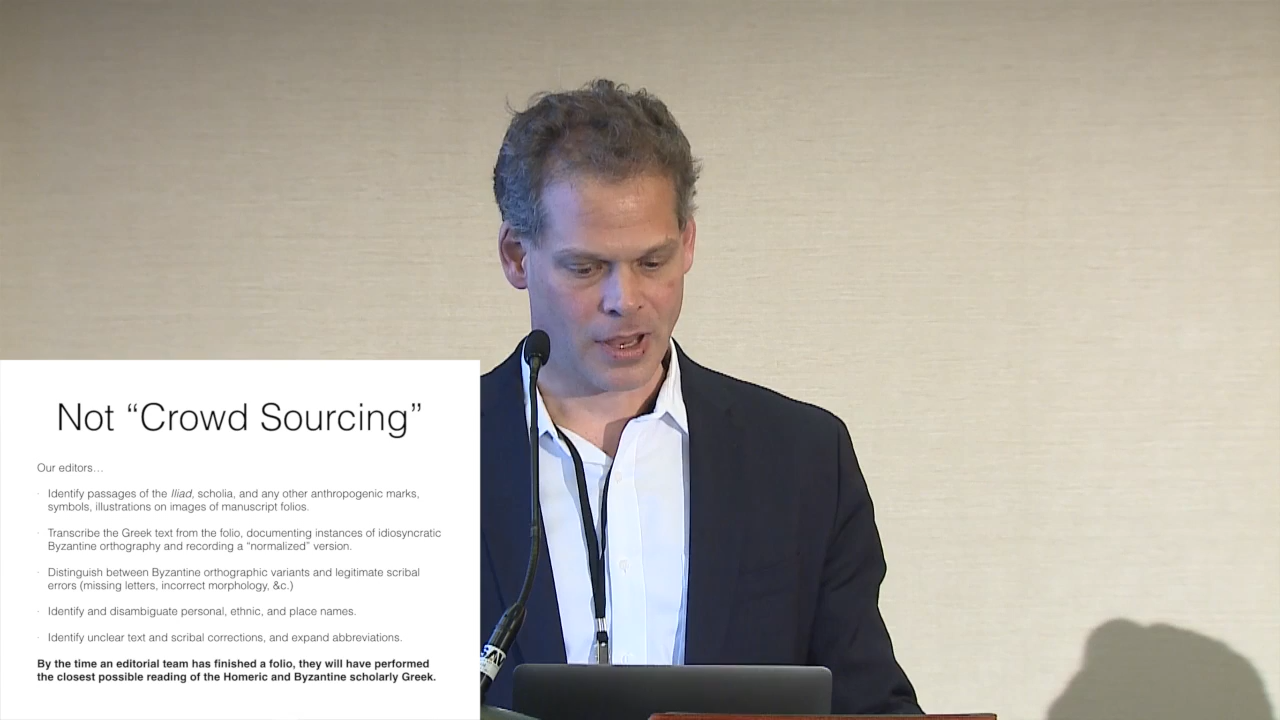 Not “Crowd Sourcing”
Our editors…
· Identify passages of the Iliad, scholia, and any other anthropogenic marks,
symbols, illustrations on images of manuscript folios.
· Transcribe the Greek text from the folio, documenting instances of idiosyncratic
Byzantine orthography and recording a “normalized” version.
· Distinguish between Byzantine orthographic variants and legitimate scribal
errors (missing letters, incorrect morphology, &c.)
· Identify and disambiguate personal, ethnic, and place names.
· Identify unclear text and scribal corrections, and expand abbreviations.
By the time an editorial team has finished a folio, they will have performed
the closest possible reading of the Homeric and Byzantine scholarly Greek.